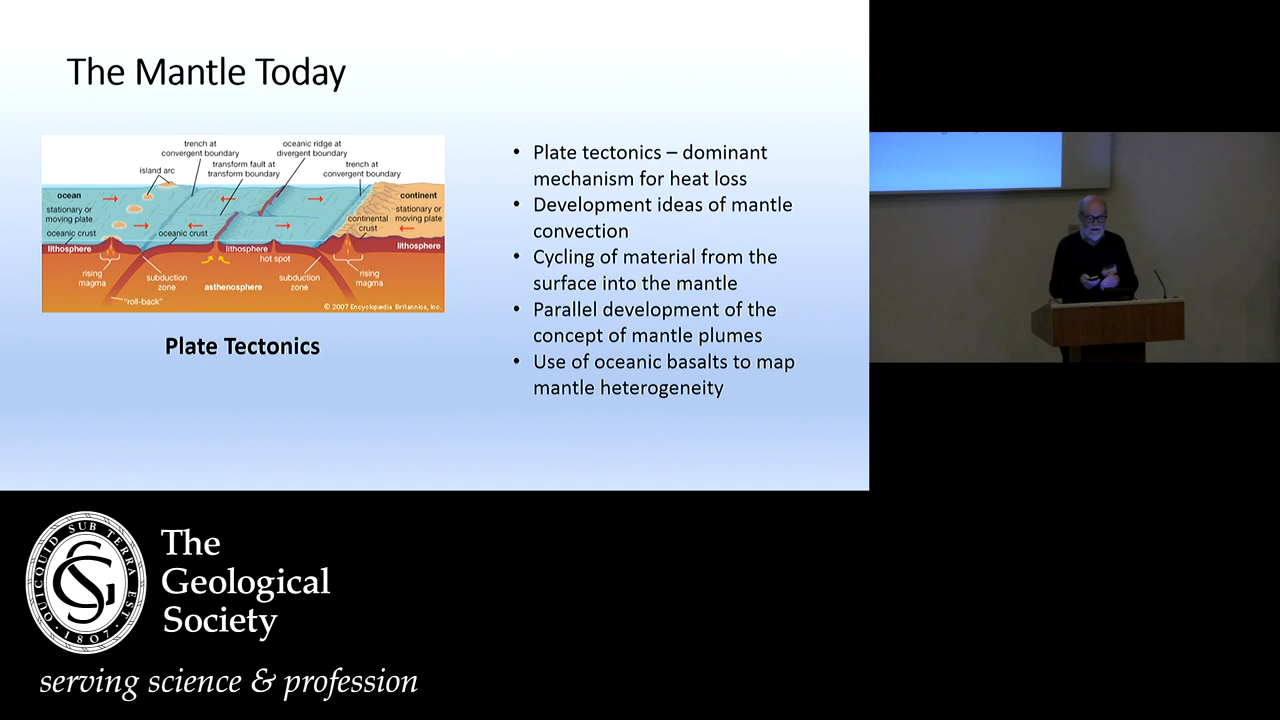 The Mantle Today
trench at
convergent boundary
oceanic ridge at
divergent boundary
island arc
transform fault at
transform boundary
trench at
convergent boundary
ocean
stationary or
moving plate
oceanic crust
lithosphere
oceanic crust
lithosphere
hot spot
continental
crust
continent
stationary or
moving plate
lithosphere
rising
magma
subduction
zone
asthenosphere
subduction
zone
rising
magma
"roll-back"
© 2007 Encyclopædia Britannica, Inc.
Plate Tectonics
• Plate tectonics – dominant
mechanism for heat loss
• Development ideas of mantle
convection
• Cycling of material from the
surface into the mantle
• Parallel development of the
concept of mantle plumes
• Use of oceanic basalts to map
mantle heterogeneity
QUICQUID SUB TERRA EST
· 1807 ·
The
Geological
Society
serving science & profession